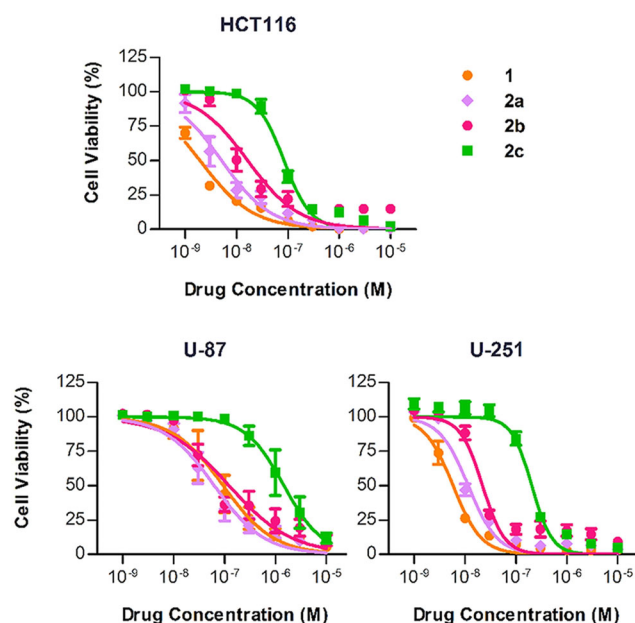 HCT116
125
100
75
50
25
0
Cell Viability (%)
10⁻⁹ 10⁻⁸ 10⁻⁷ 10⁻⁶ 10⁻⁵
Drug Concentration (M)
1
2a
2b
2c
U-87
125
100
75
50
25
0
Cell Viability (%)
10⁻⁹ 10⁻⁸ 10⁻⁷ 10⁻⁶ 10⁻⁵
Drug Concentration (M)
U-251
125
100
75
50
25
0
10⁻⁹ 10⁻⁸ 10⁻⁷ 10⁻⁶ 10⁻⁵
Drug Concentration (M)